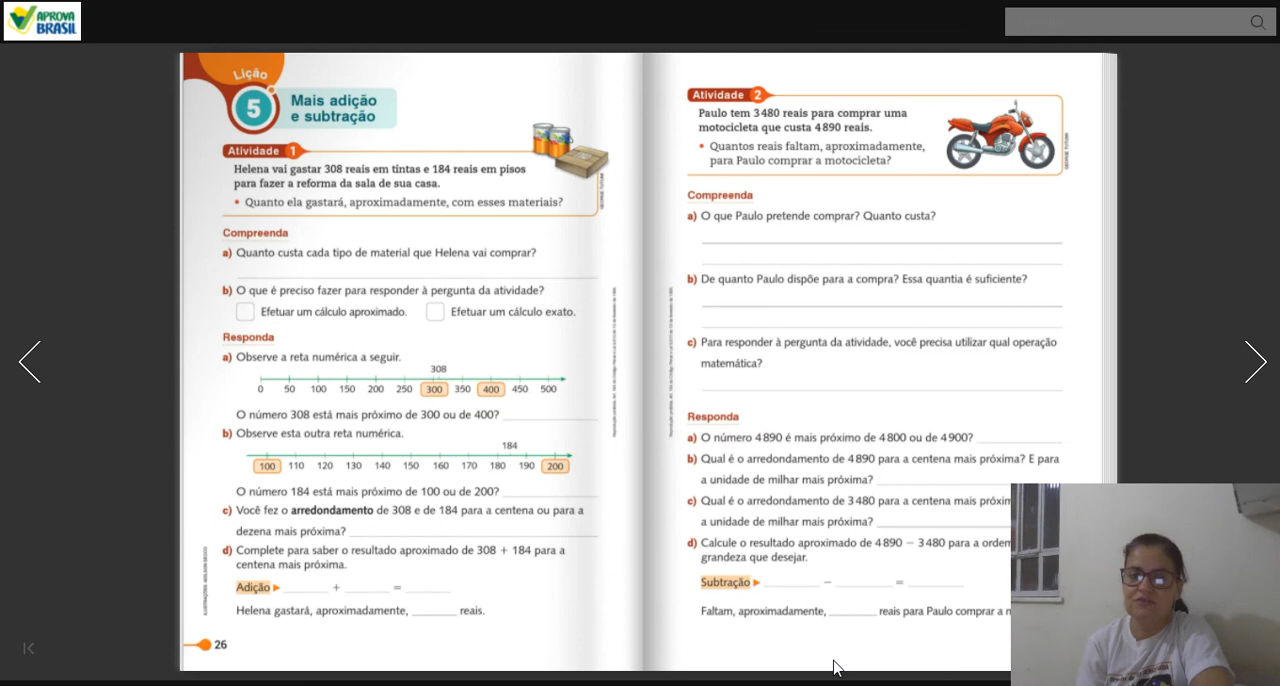 APROVA
BRASIL
Lição
5
Mais adição
e subtração
Atividade 1
Helena vai gastar 308 reais em tintas e 184 reais em pisos
para fazer a reforma da sala de sua casa.
• Quanto ela gastará, aproximadamente, com esses materiais?
GEORGE TUTUMI
Compreenda
a) Quanto custa cada tipo de material que Helena vai comprar?
b) O que é preciso fazer para responder à pergunta da atividade?
Efetuar um cálculo aproximado. Efetuar um cálculo exato.
Responda
a) Observe a reta numérica a seguir.
308
0 50 100 150 200 250 300 350 400 450 500
O número 308 está mais próximo de 300 ou de 400?
b) Observe esta outra reta numérica.
184
100 110 120 130 140 150 160 170 180 190 200
O número 184 está mais próximo de 100 ou de 200?
c) Você fez o arredondamento de 308 e de 184 para a centena ou para a
dezena mais próxima?
d) Complete para saber o resultado aproximado de 308 + 184 para a
centena mais próxima.
Adição ► + =
Helena gastará, aproximadamente, reais.
26
Atividade 2
Paulo tem 3 480 reais para comprar uma
motocicleta que custa 4 890 reais.
• Quantos reais faltam, aproximadamente,
para Paulo comprar a motocicleta?
GEORGE TUTUMI
Compreenda
a) O que Paulo pretende comprar? Quanto custa?
b) De quanto Paulo dispõe para a compra? Essa quantia é suficiente?
c) Para responder à pergunta da atividade, você precisa utilizar qual operação
matemática?
Responda
a) O número 4 890 é mais próximo de 4 800 ou de 4 900?
b) Qual é o arredondamento de 4 890 para a centena mais próxima? E para
a unidade de milhar mais próxima?
c) Qual é o arredondamento de 3 480 para a centena mais próxim
a unidade de milhar mais próxima?
d) Calcule o resultado aproximado de 4 890 − 3 480 para a ordem
grandeza que desejar.
Subtração ► − =
Faltam, aproximadamente, reais para Paulo comprar a